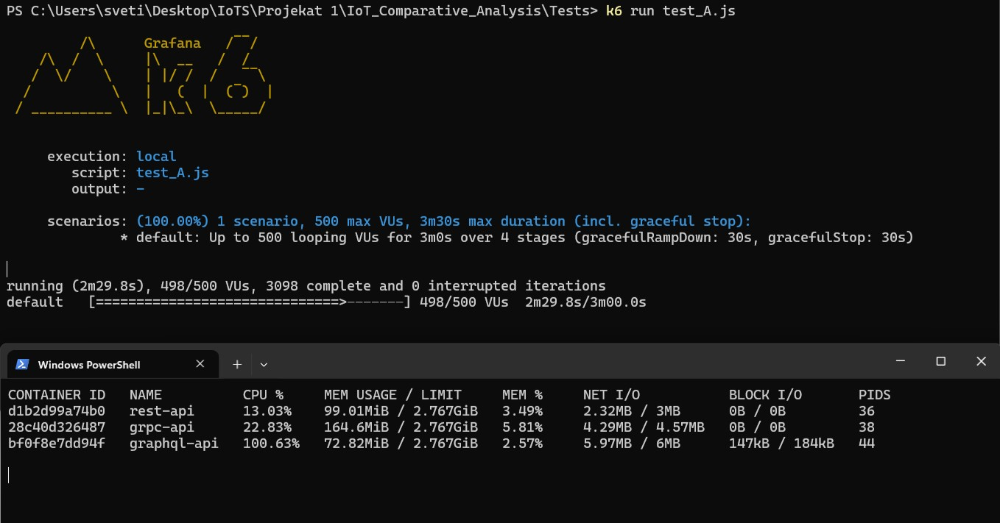 PS C:\Users\sveti\Desktop\IoTS\Projekat 1\IoT_Comparative_Analysis\Tests> k6 run test_A.js
Grafana
execution: local
script: test_A.js
output: -
scenarios: (100.00%) 1 scenario, 500 max VUs, 3m30s max duration (incl. graceful stop):
* default: Up to 500 looping VUs for 3m0s over 4 stages (gracefulRampDown: 30s, gracefulStop: 30s)
running (2m29.8s), 498/500 VUs, 3098 complete and 0 interrupted iterations
default [==============================>-------] 498/500 VUs 2m29.8s/3m00.0s
Windows PowerShell
CONTAINER ID NAME CPU % MEM USAGE / LIMIT MEM % NET I/O BLOCK I/O PIDS
d1b2d99a74b0 rest-api 13.03% 99.01MiB / 2.767GiB 3.49% 2.32MB / 3MB 0B / 0B 36
28c40d326487 grpc-api 22.83% 164.6MiB / 2.767GiB 5.81% 4.29MB / 4.57MB 0B / 0B 38
bf0f8e7dd94f graphql-api 100.63% 72.82MiB / 2.767GiB 2.57% 5.97MB / 6MB 147kB / 184kB 44